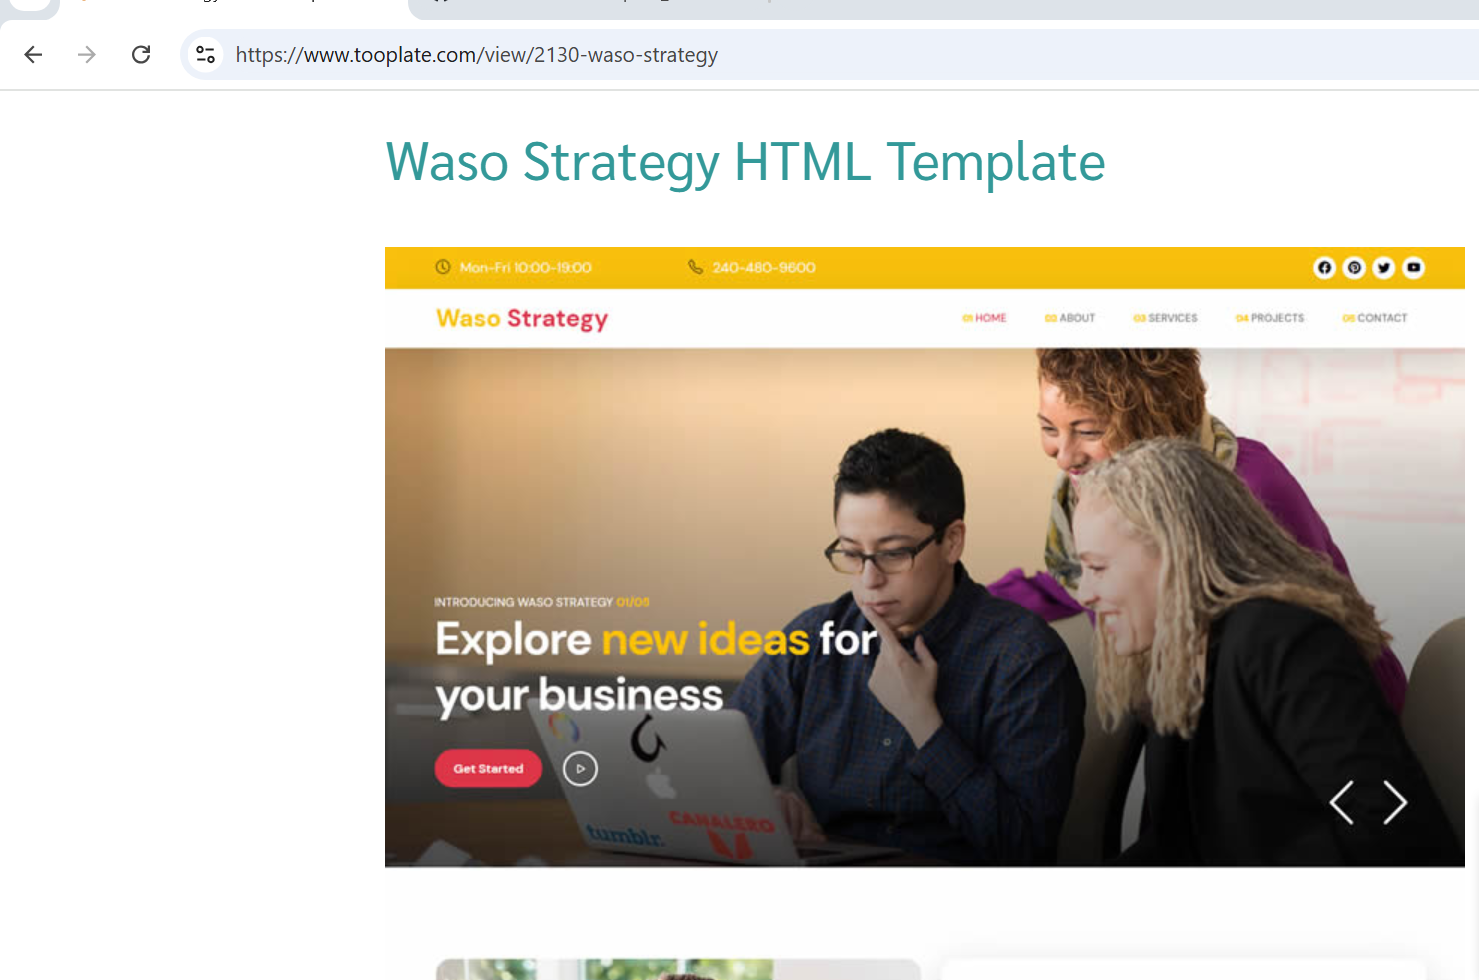 https://www.tooplate.com/view/2130-waso-strategy
Waso Strategy HTML Template
Mon-Fri 10:00-19:00
240-480-9600
Waso Strategy
01 HOME
02 ABOUT
03 SERVICES
04 PROJECTS
05 CONTACT
INTRODUCING WASO STRATEGY 01/05
Explore new ideas for
your business
Get Started
CANALERO
tumblr.